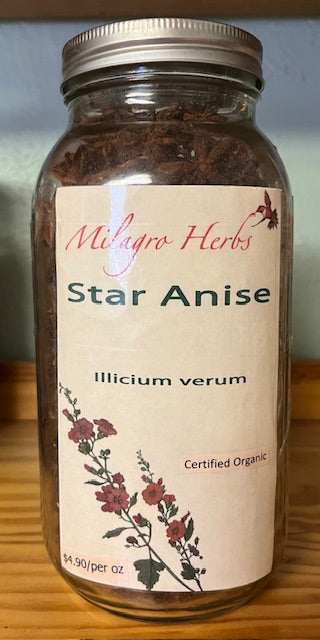 Milagro Herbs
Star Anise
Illicium verum
Certified Organic
$4.90/per oz